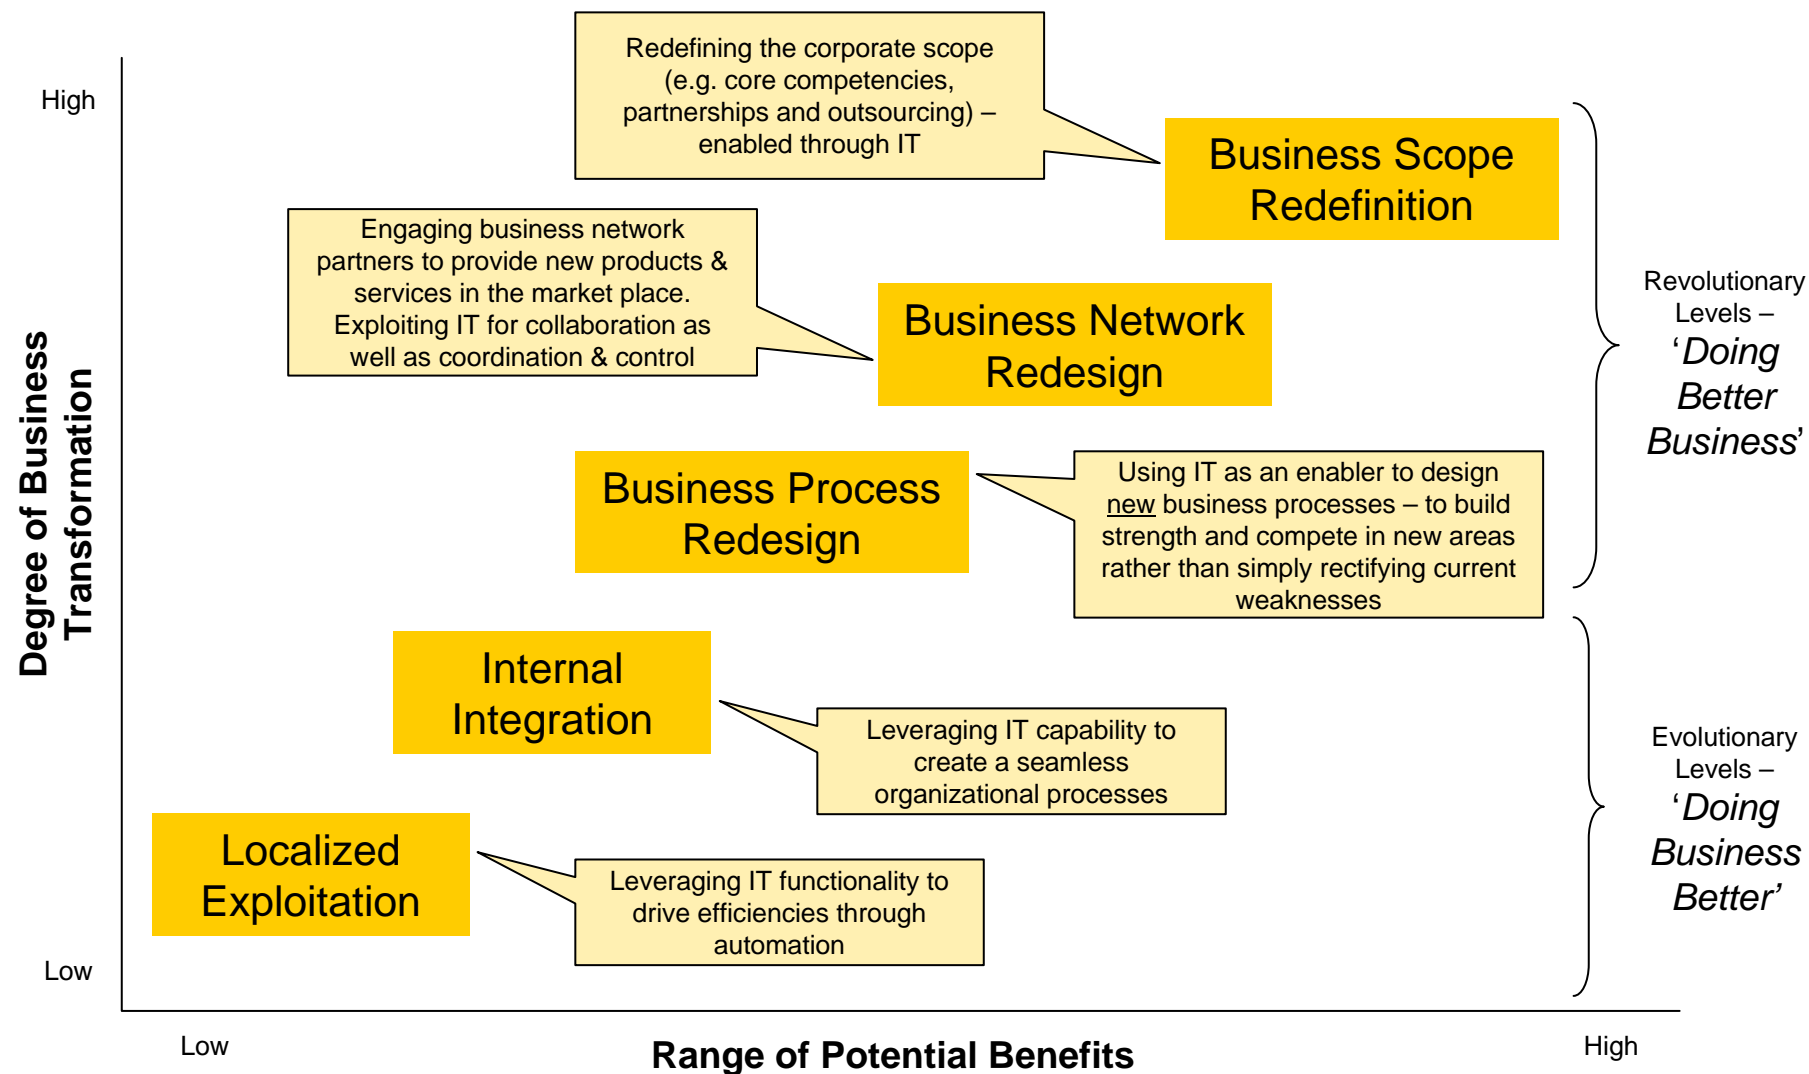 High
Redefining the corporate scope
(e.g. core competencies,
partnerships and outsourcing) –
enabled through IT
Business Scope
Redefinition
Engaging business network
partners to provide new products &
services in the market place.
Exploiting IT for collaboration as
well as coordination & control
Business Network
Redesign
Revolutionary
Levels –
‘Doing
Better
Business’
Degree of Business
Transformation
Business Process
Redesign
Using IT as an enabler to design
new business processes – to build
strength and compete in new areas
rather than simply rectifying current
weaknesses
Internal
Integration
Leveraging IT capability to
create a seamless
organizational processes
Evolutionary
Levels –
‘Doing
Business
Better’
Localized
Exploitation
Leveraging IT functionality to
drive efficiencies through
automation
Low
Low
Range of Potential Benefits
High